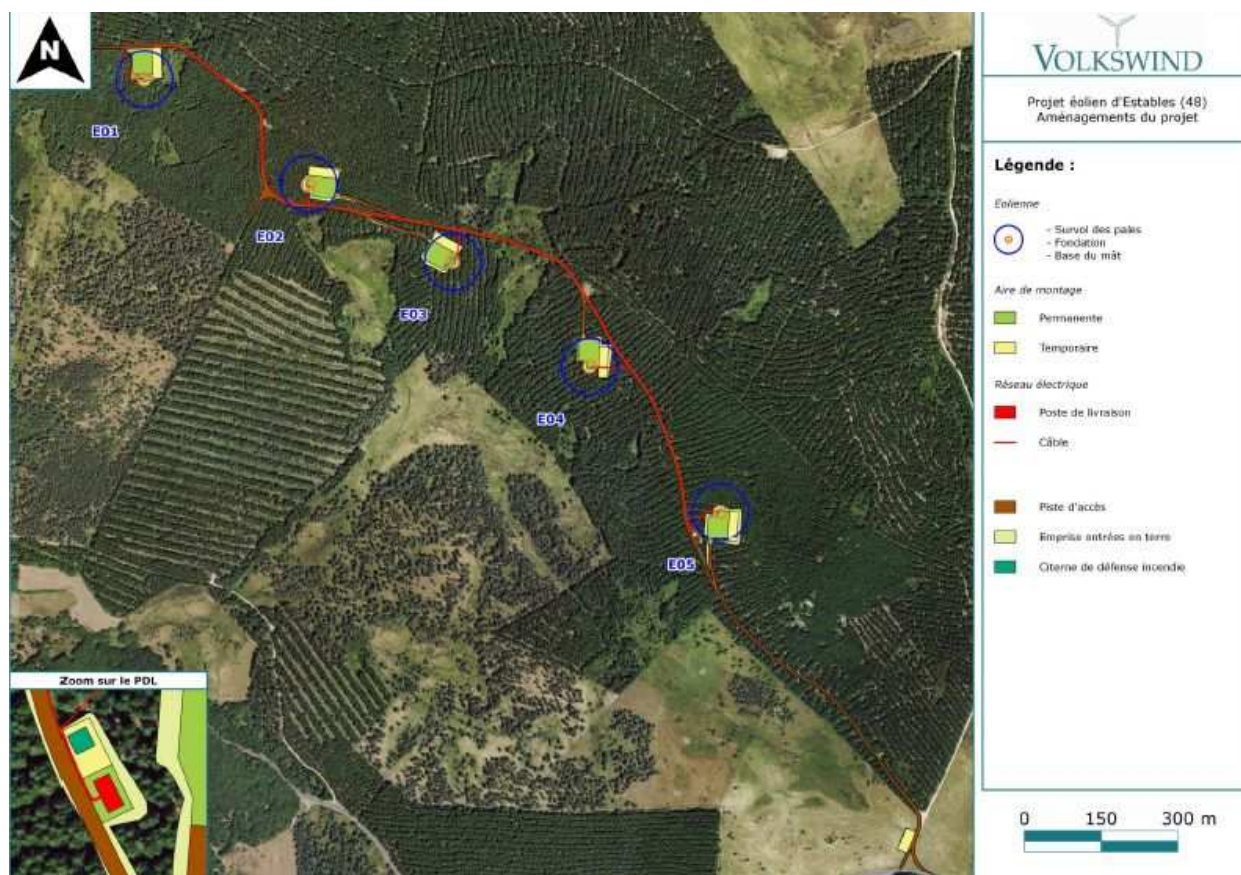 N
E01
E02
E03
E04
E05
Zoom sur le PDL
VOLKSWIND
Projet éolien d'Estables (48)
Aménagements du projet
Légende :
Eolienne
- Survol des pales
- Fondation
- Base du mât
Aire de montage
Permanente
Temporaire
Réseau électrique
Poste de livraison
Câble
Piste d'accès
Emprise entrées en terre
Citerne de défense incendie
0 150 300 m